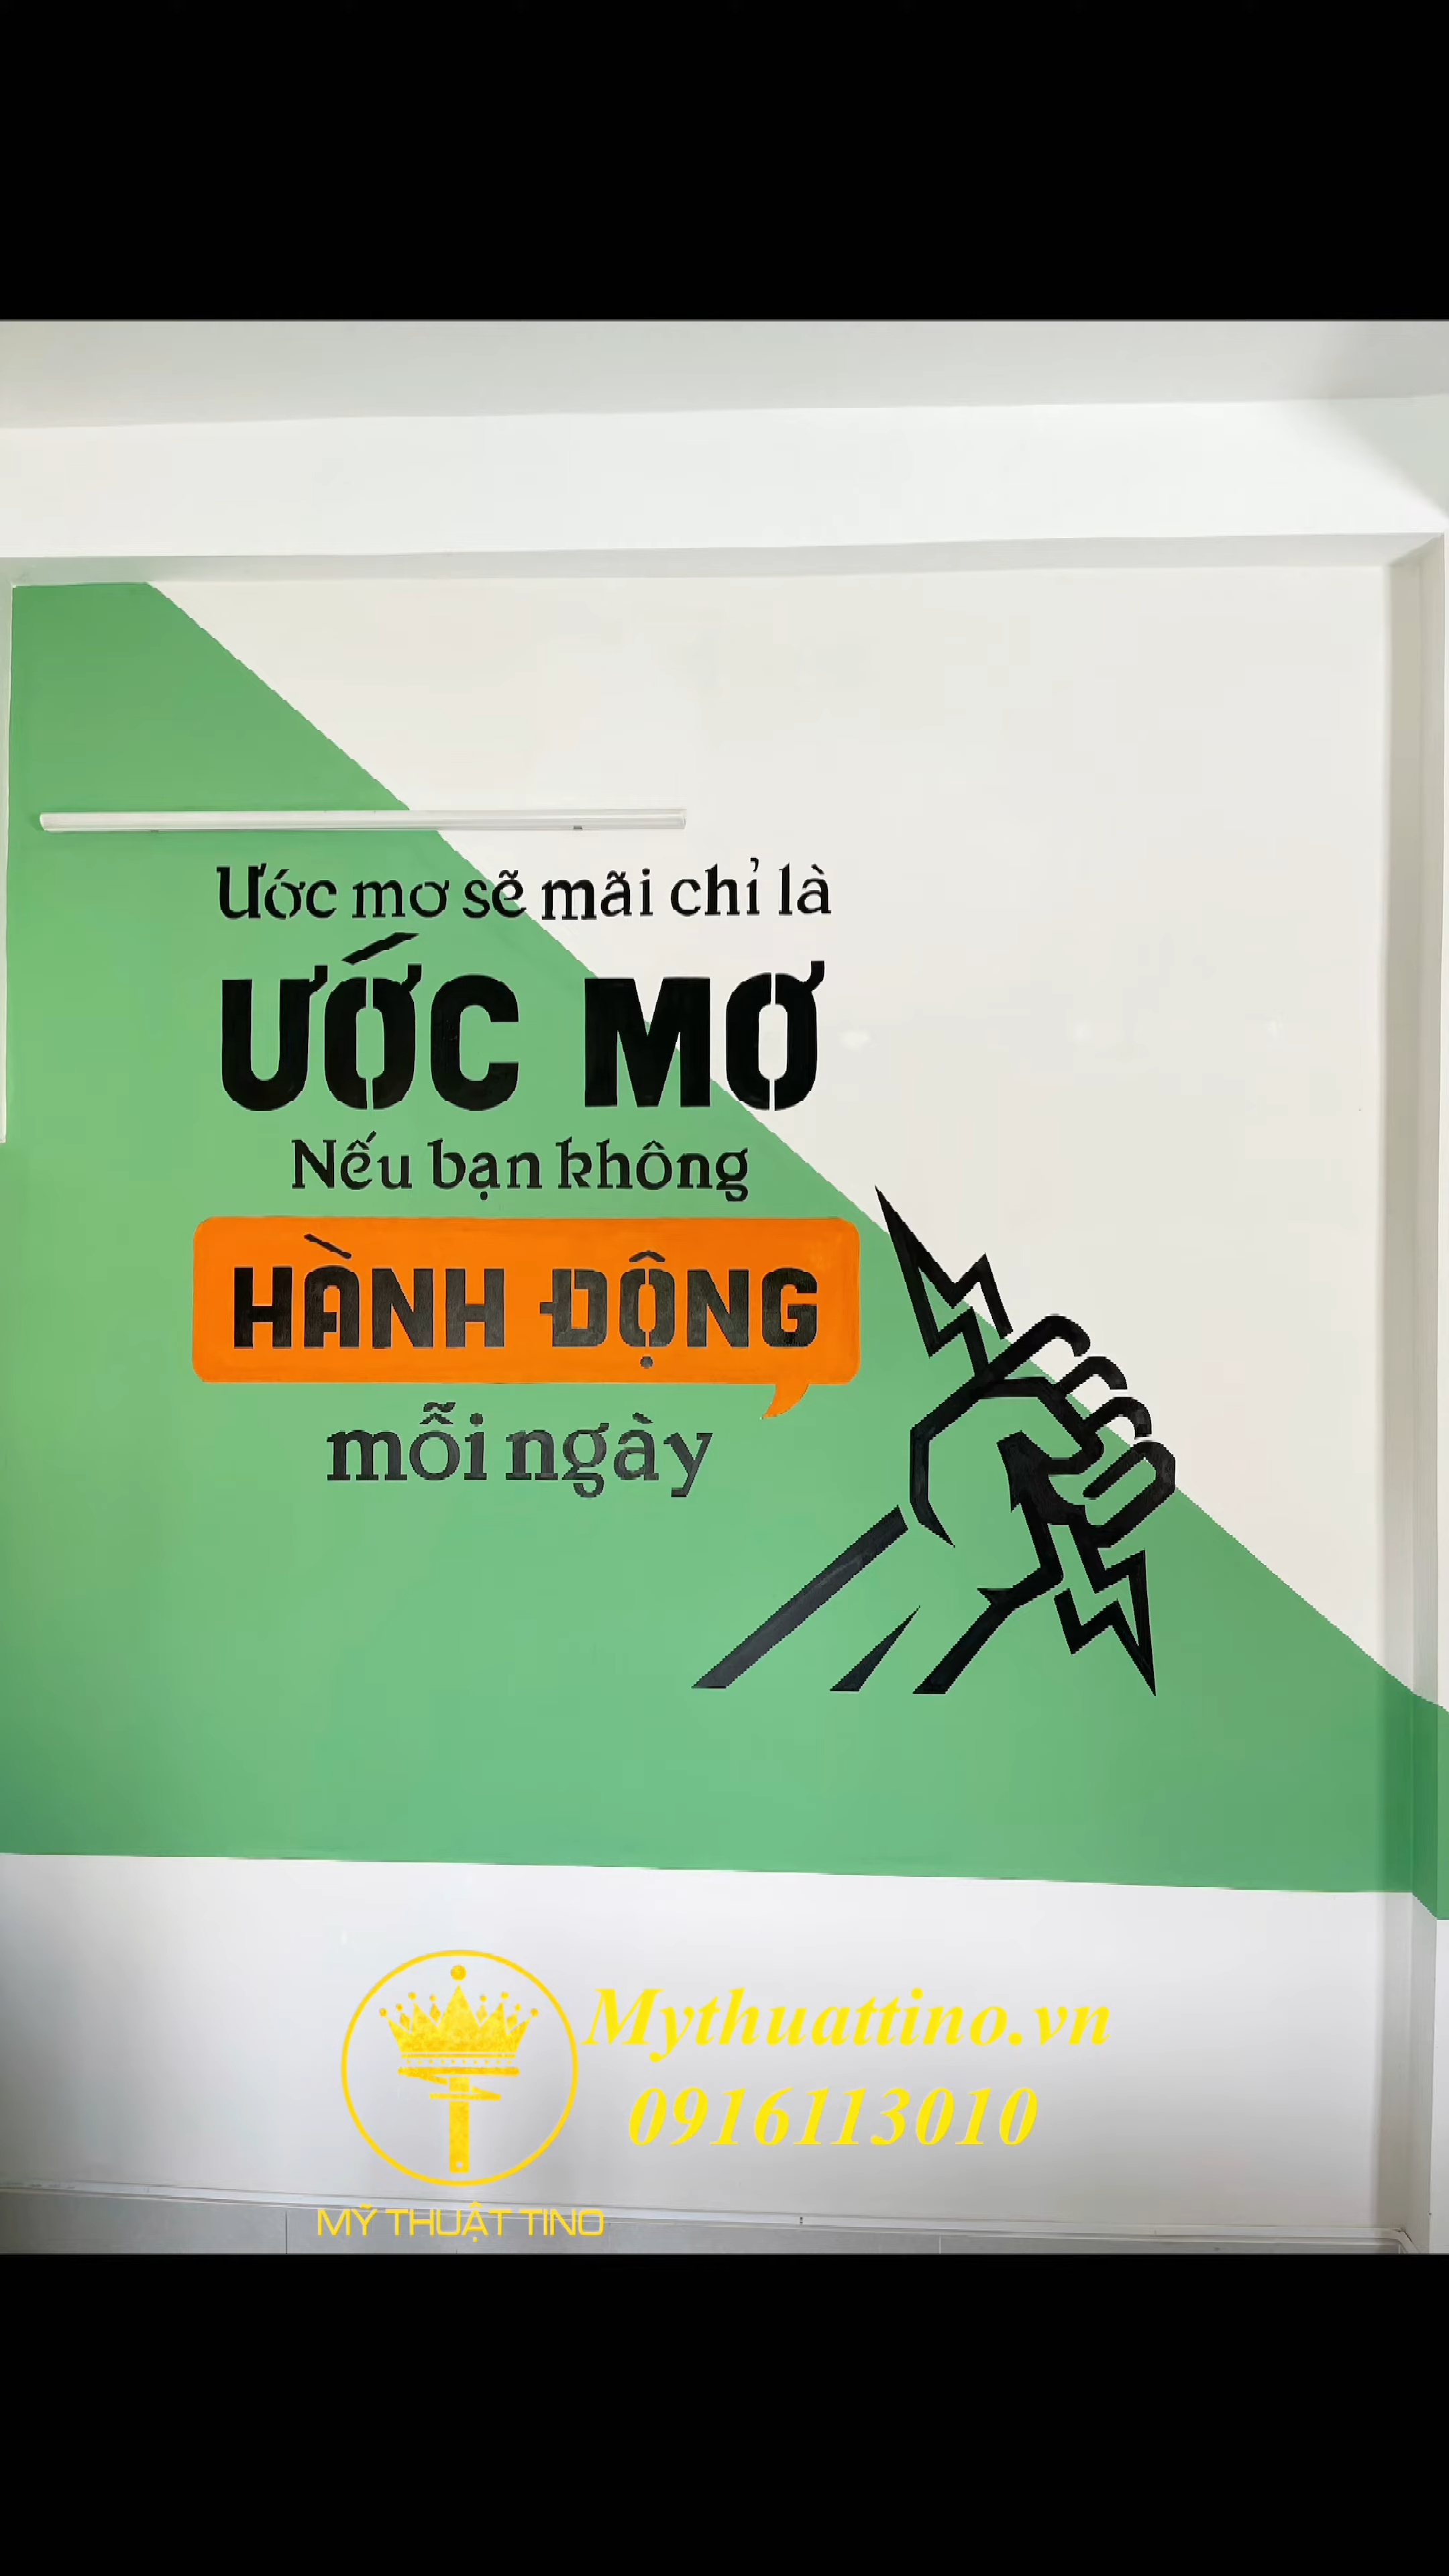 Ước mơ sẽ mãi chỉ là
ƯỚC MƠ
Nếu bạn không
HÀNH ĐỘNG
mỗi ngày
Mythuattino.vn
0916113010
MỸ THUẬT TINO